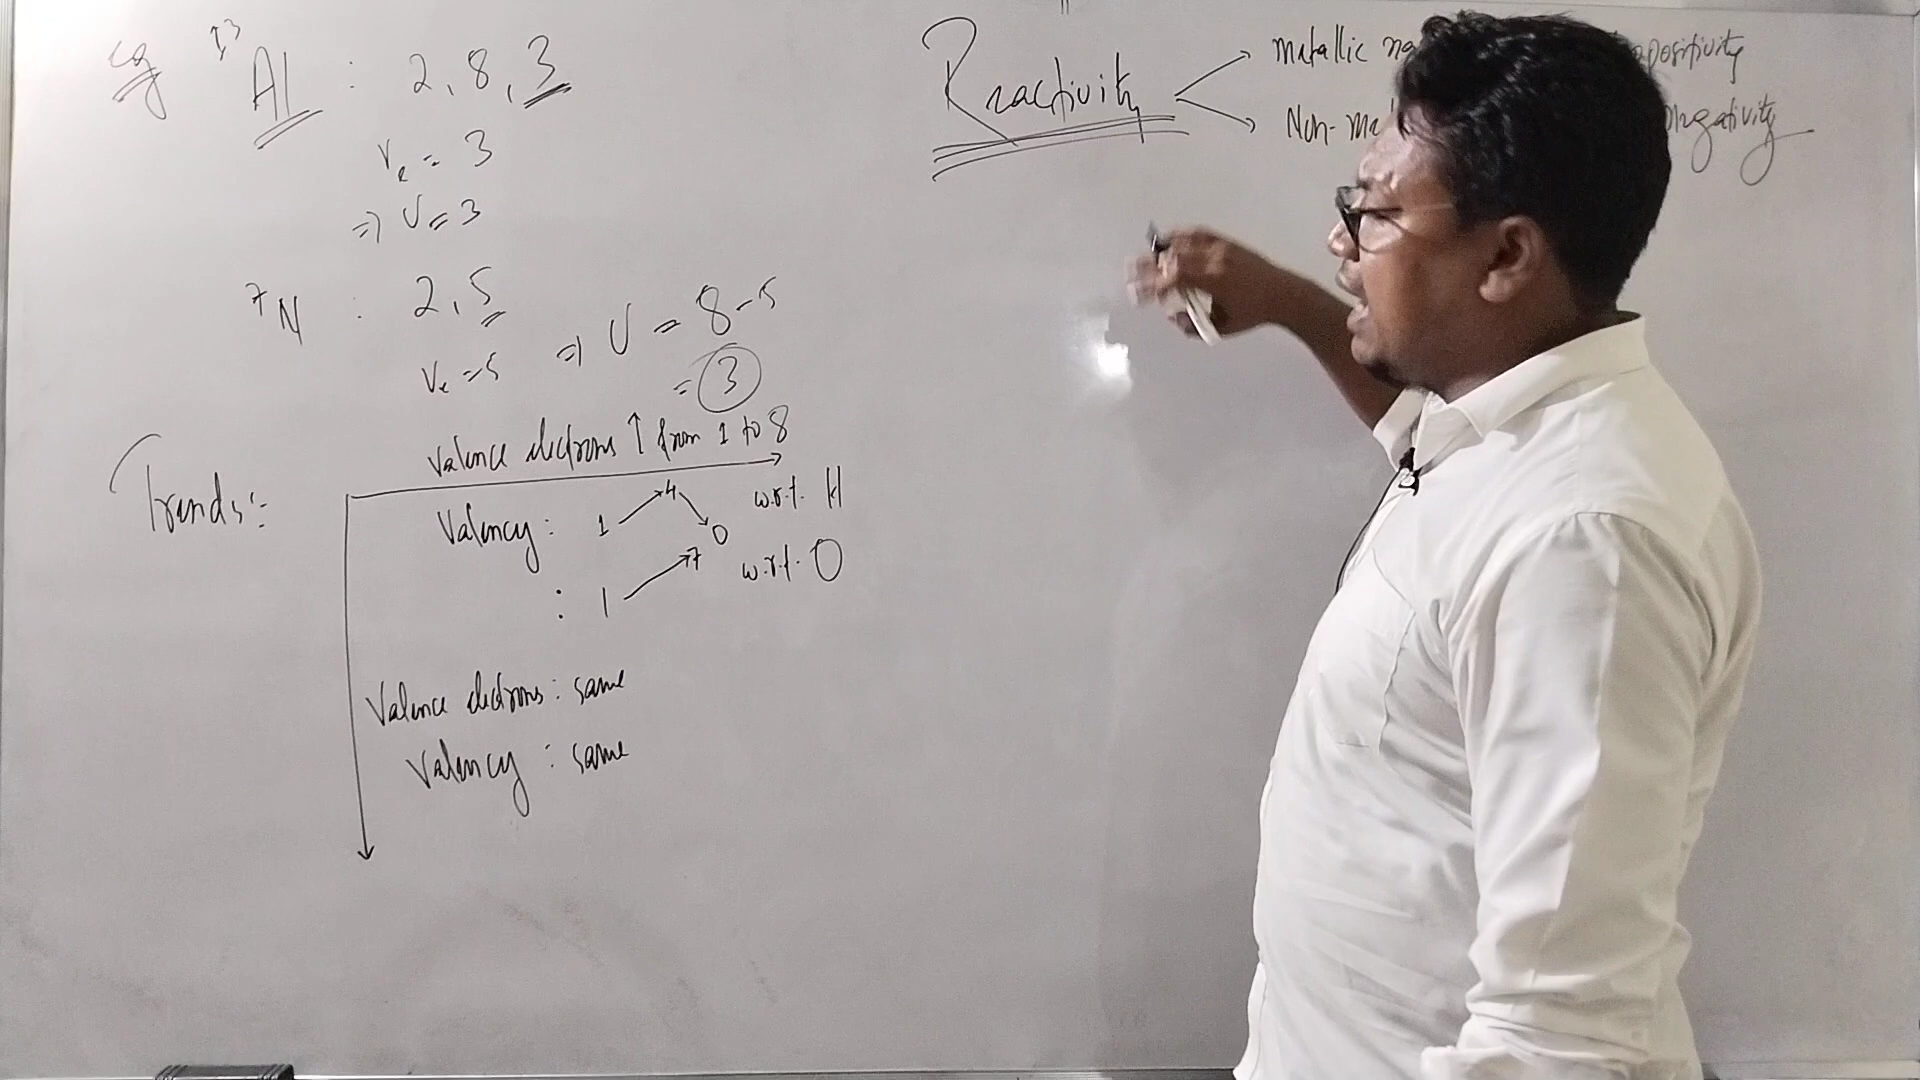 eg 13Al : 2, 8, 3
Ve = 3
=> V = 3
7N : 2, 5
Ve = 5 => V = 8 - 5
= 3
Trends:-
Valence electrons ↑ from 1 to 8
Valency : 1 → 4 → 0 w.r.t. H
: 1 → 7 w.r.t. O
Valence electrons : same
Valency : same
Reactivity
metallic
Non-